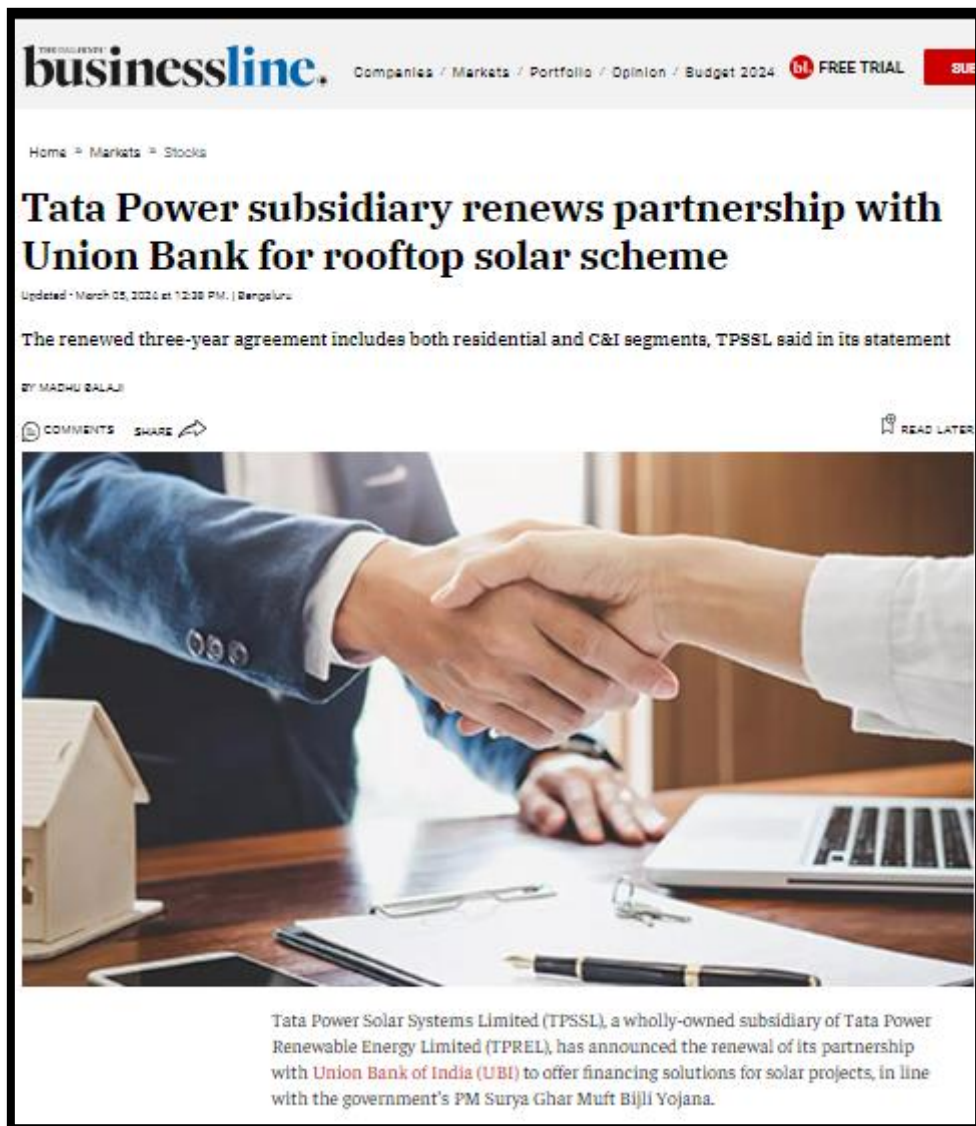 THE HINDU
businessline.
Companies / Markets / Portfolio / Opinion / Budget 2024
bl. FREE TRIAL
Home » Markets » Stocks
Tata Power subsidiary renews partnership with
Union Bank for rooftop solar scheme
Updated - March 05, 2024 at 12:38 PM. | Bengaluru
The renewed three-year agreement includes both residential and C&I segments, TPSSL said in its statement
BY MADHU BALAJI
COMMENTS SHARE
READ LATER
Tata Power Solar Systems Limited (TPSSL), a wholly-owned subsidiary of Tata Power
Renewable Energy Limited (TPREL), has announced the renewal of its partnership
with Union Bank of India (UBI) to offer financing solutions for solar projects, in line
with the government's PM Surya Ghar Muft Bijli Yojana.